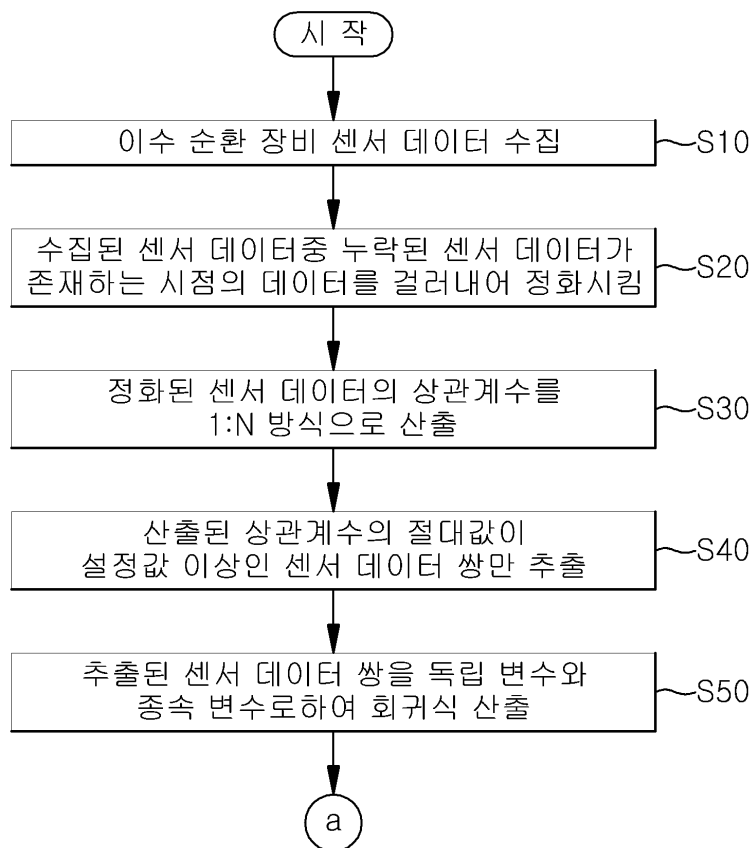 시 작
이수 순환 장비 센서 데이터 수집
S10
수집된 센서 데이터중 누락된 센서 데이터가
존재하는 시점의 데이터를 걸러내어 정화시킴
S20
정화된 센서 데이터의 상관계수를
1:N 방식으로 산출
S30
산출된 상관계수의 절대값이
설정값 이상인 센서 데이터 쌍만 추출
S40
추출된 센서 데이터 쌍을 독립 변수와
종속 변수로하여 회귀식 산출
S50
a